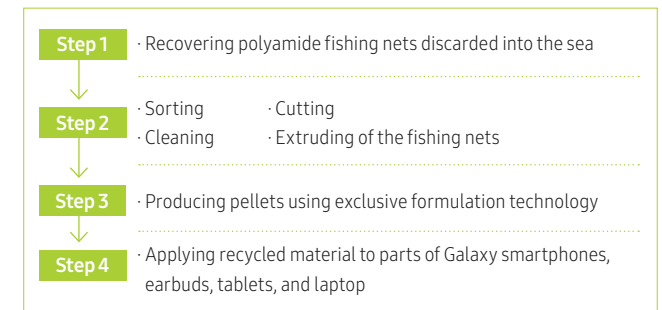 Step 1
· Recovering polyamide fishing nets discarded into the sea
Step 2
· Sorting · Cutting
· Cleaning · Extruding of the fishing nets
Step 3
· Producing pellets using exclusive formulation technology
Step 4
· Applying recycled material to parts of Galaxy smartphones,
earbuds, tablets, and laptop